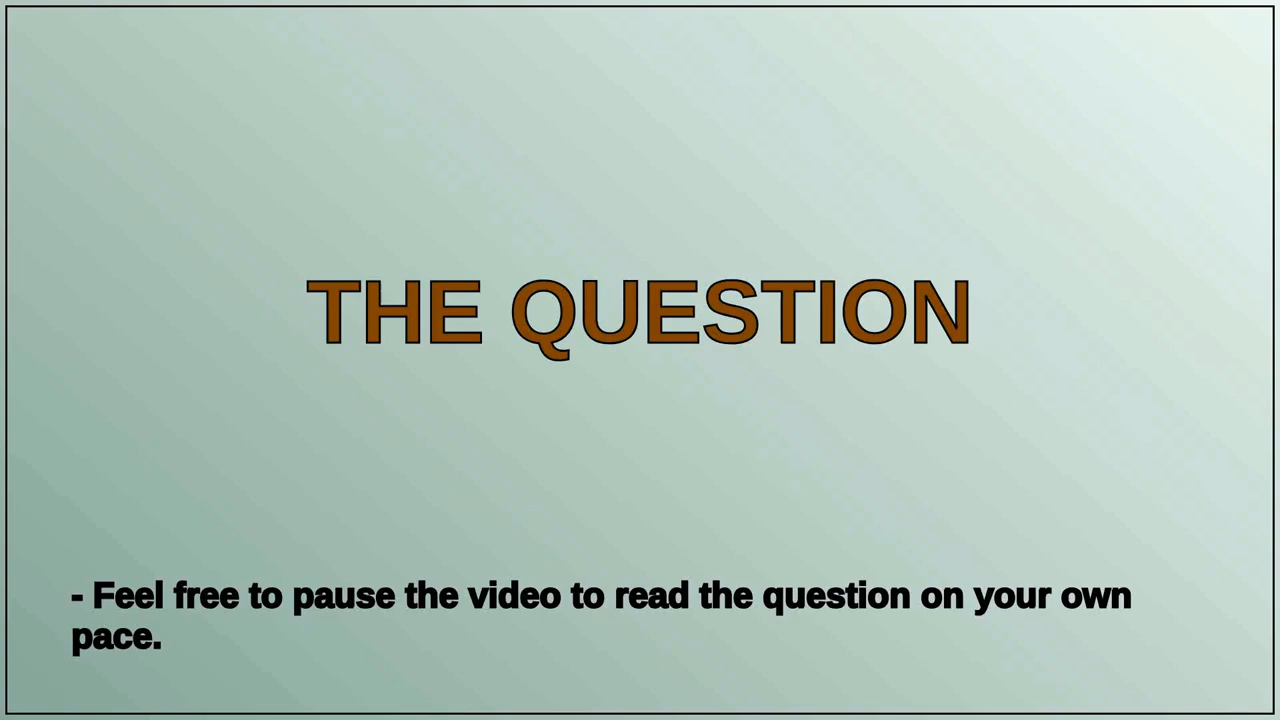 THE QUESTION
- Feel free to pause the video to read the question on your own
pace.